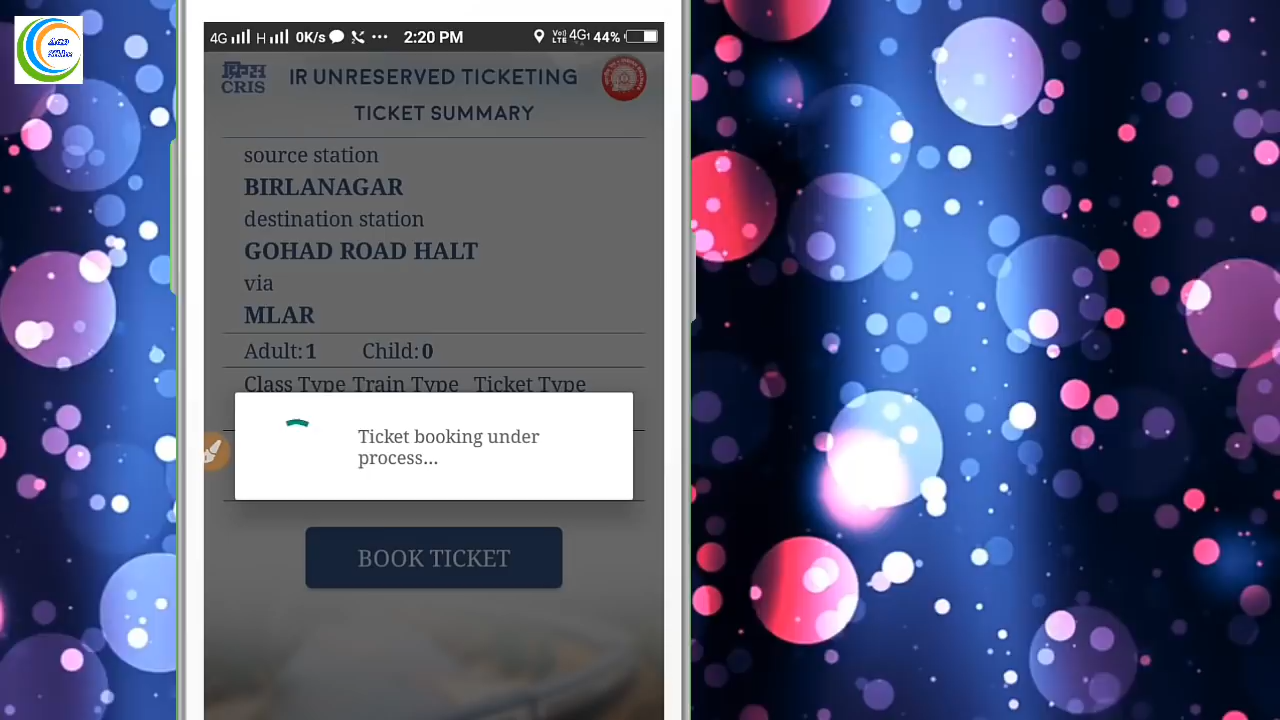 4G H 0K/s ... 2:20 PM VoLTE 4G 44%
क्रिस
CRIS
IR UNRESERVED TICKETING
TICKET SUMMARY
source station
BIRLANAGAR
destination station
GOHAD ROAD HALT
via
MLAR
Adult: 1 Child: 0
Class Type Train Type Ticket Type
Ticket booking under
process...
BOOK TICKET